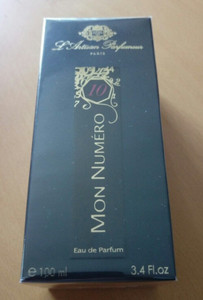 L'Artisan Parfumeur
PARIS
10
MON NUMÉRO
Eau de Parfum
℮ 100 ml 3.4 Fl.oz